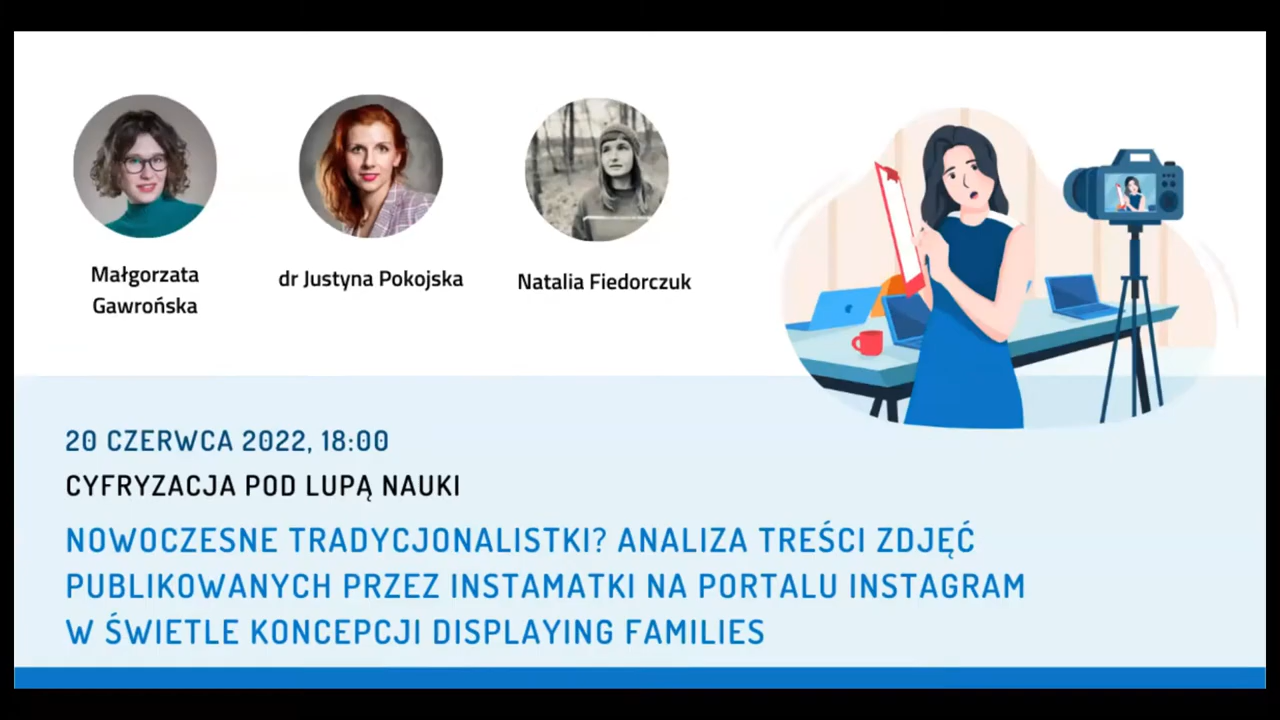 Małgorzata
Gawrońska
dr Justyna Pokojska
Natalia Fiedorczuk
20 CZERWCA 2022, 18:00
CYFRYZACJA POD LUPĄ NAUKI
NOWOCZESNE TRADYCJONALISTKI? ANALIZA TREŚCI ZDJĘĆ
PUBLIKOWANYCH PRZEZ INSTAMATKI NA PORTALU INSTAGRAM
W ŚWIETLE KONCEPCJI DISPLAYING FAMILIES